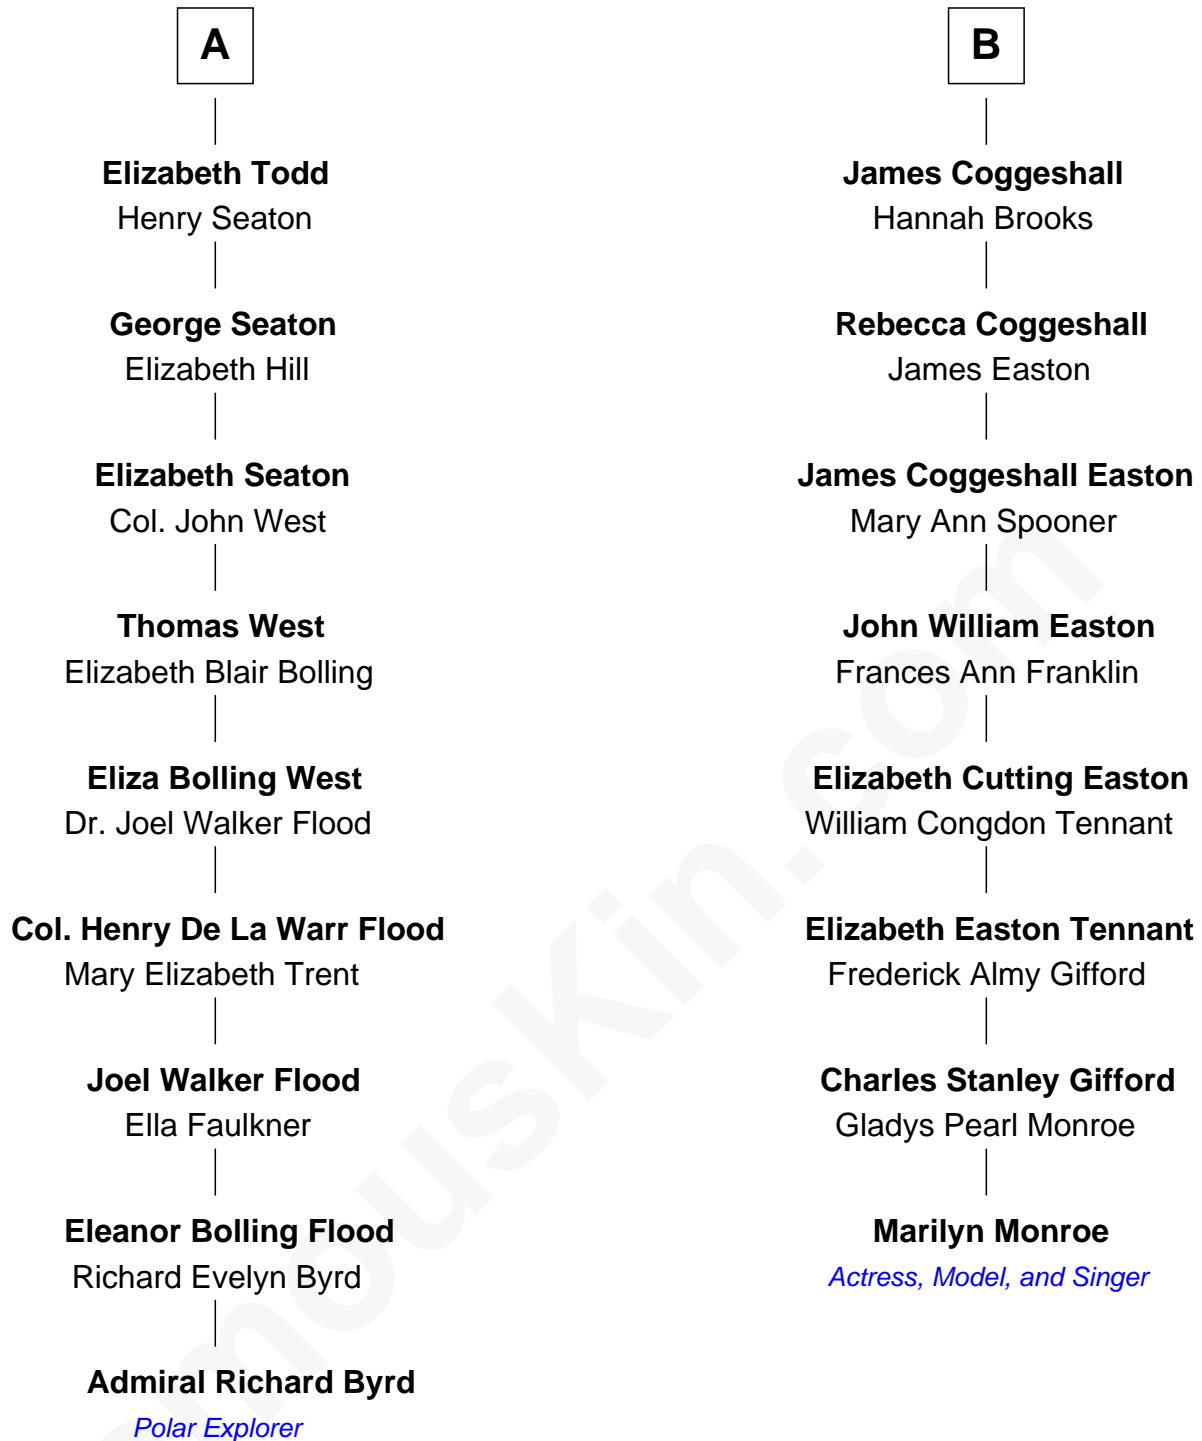 A
Elizabeth Todd
Henry Seaton
George Seaton
Elizabeth Hill
Elizabeth Seaton
Col. John West
Thomas West
Elizabeth Blair Bolling
Eliza Bolling West
Dr. Joel Walker Flood
Col. Henry De La Warr Flood
Mary Elizabeth Trent
Joel Walker Flood
Ella Faulkner
Eleanor Bolling Flood
Richard Evelyn Byrd
Admiral Richard Byrd
Polar Explorer
B
James Coggeshall
Hannah Brooks
Rebecca Coggeshall
James Easton
James Coggeshall Easton
Mary Ann Spooner
John William Easton
Frances Ann Franklin
Elizabeth Cutting Easton
William Congdon Tennant
Elizabeth Easton Tennant
Frederick Almy Gifford
Charles Stanley Gifford
Gladys Pearl Monroe
Marilyn Monroe
Actress, Model, and Singer
mousKin.com